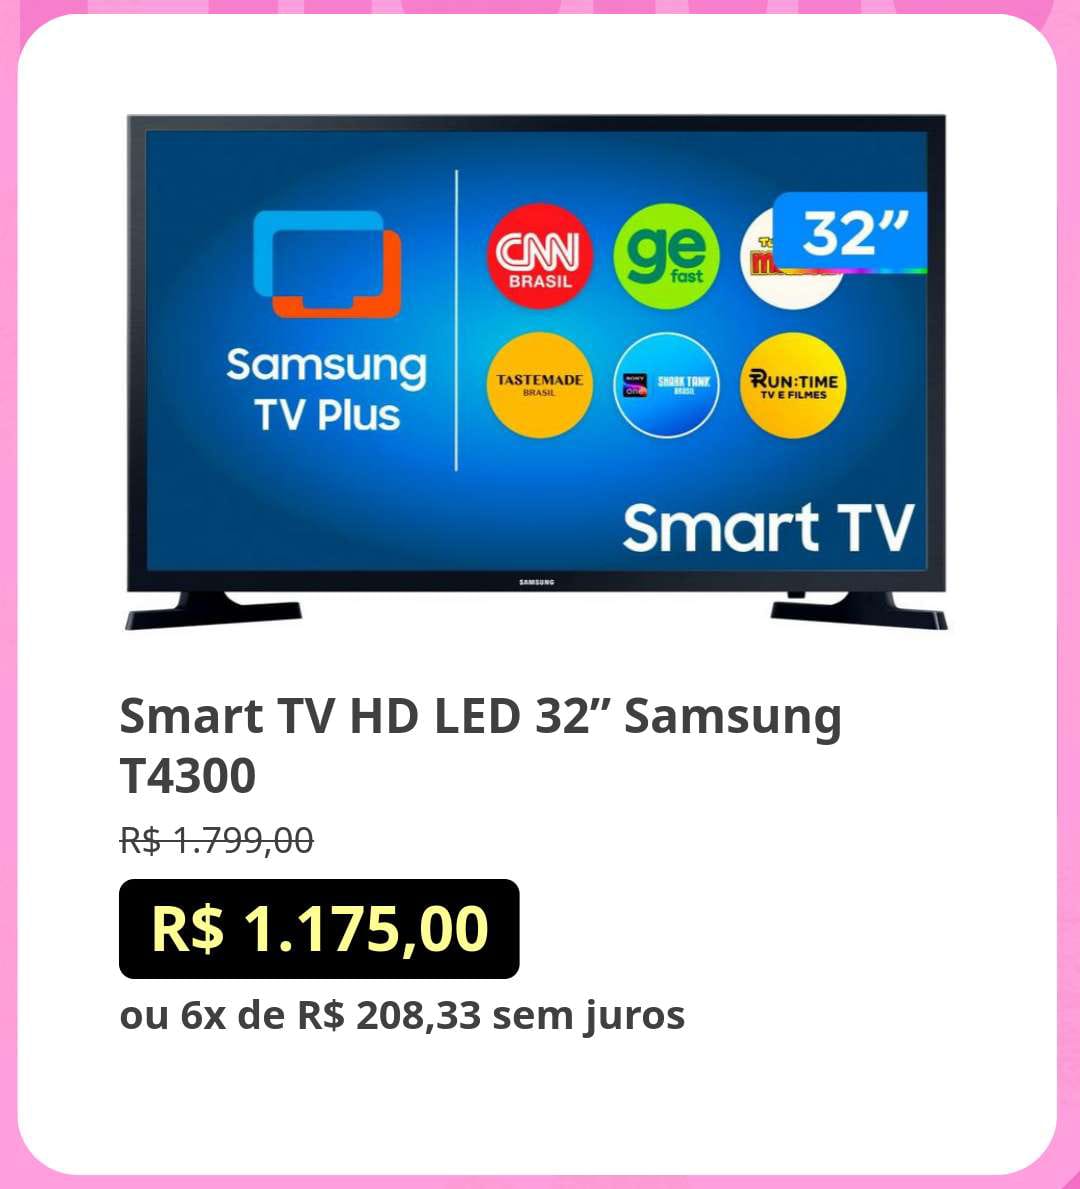 CNN
BRASIL
ge
fast
32”
Samsung
TV Plus
TASTEMADE
BRASIL
SONY
one
SHARK TANK
BRASIL
RUN:TIME
TV E FILMES
Smart TV
SAMSUNG
Smart TV HD LED 32” Samsung
T4300
R$ 1.799,00
R$ 1.175,00
ou 6x de R$ 208,33 sem juros